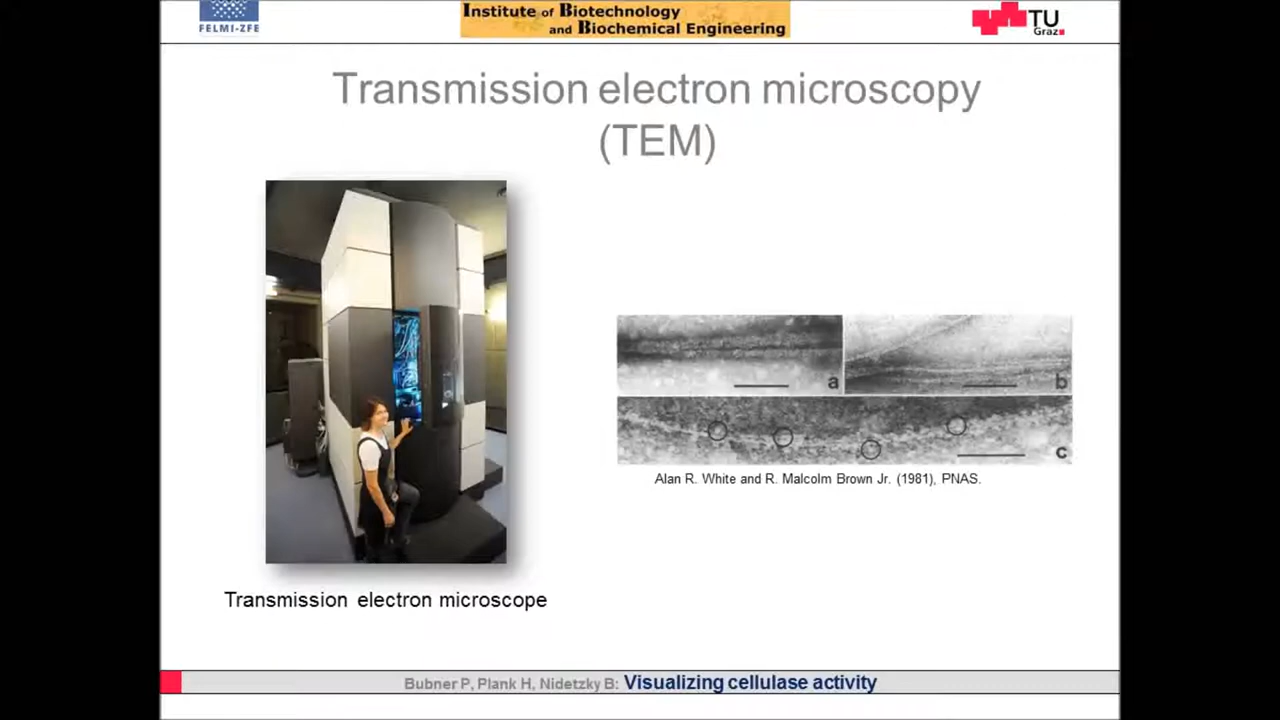 FELMI-ZFE
Institute of Biotechnology
and Biochemical Engineering
TU
Graz
Transmission electron microscopy
(TEM)
a
b
c
Alan R. White and R. Malcolm Brown Jr. (1981), PNAS.
Transmission electron microscope
Bubner P, Plank H, Nidetzky B: Visualizing cellulase activity